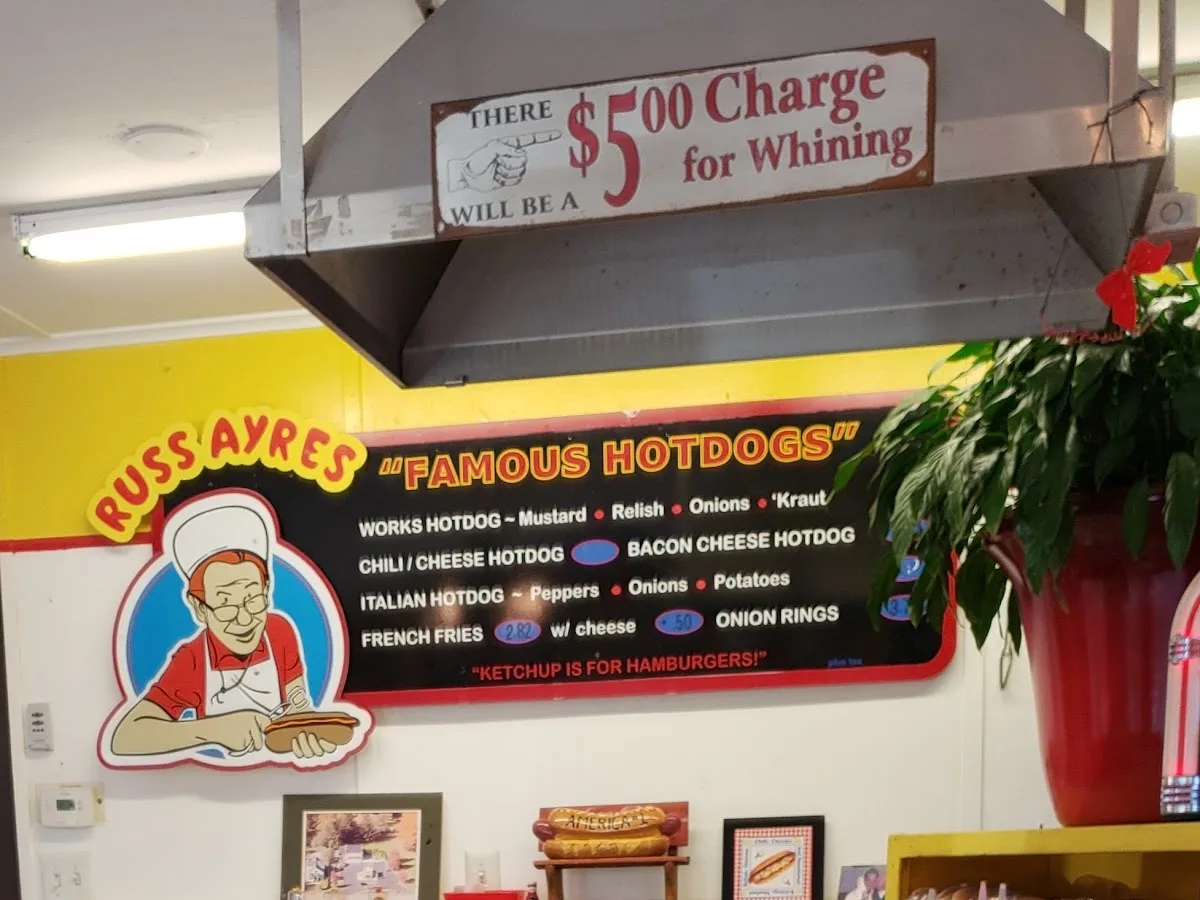 THERE
WILL BE A
$500 Charge
for Whining
RUSS AYRES
"FAMOUS HOTDOGS"
WORKS HOTDOG ~ Mustard • Relish • Onions • 'Kraut
CHILI / CHEESE HOTDOG BACON CHEESE HOTDOG
ITALIAN HOTDOG ~ Peppers • Onions • Potatoes
FRENCH FRIES 2.82 w/ cheese .50 ONION RINGS
"KETCHUP IS FOR HAMBURGERS!"
plus tax
AMERICA'S